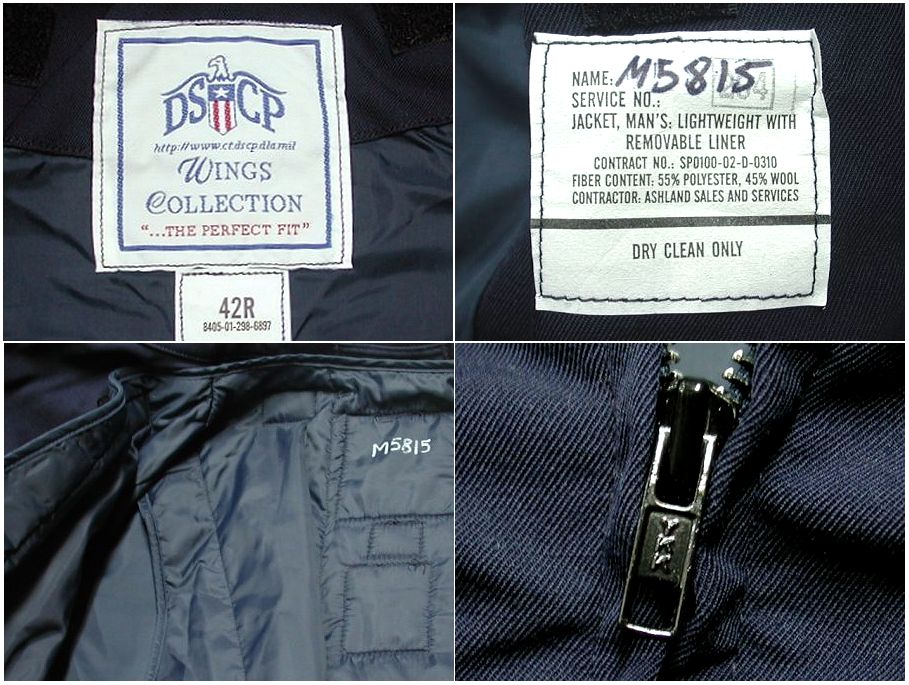 DSCP
http://www.ct.dscp.dla.mil
WINGS
COLLECTION
"...THE PERFECT FIT"
42R
8405-01-298-6897
NAME: M5815
SERVICE NO.:
JACKET, MAN'S: LIGHTWEIGHT WITH
REMOVABLE LINER
CONTRACT NO.: SP0100-02-D-0310
FIBER CONTENT: 55% POLYESTER, 45% WOOL
CONTRACTOR: ASHLAND SALES AND SERVICES
DRY CLEAN ONLY
M5815
YKK